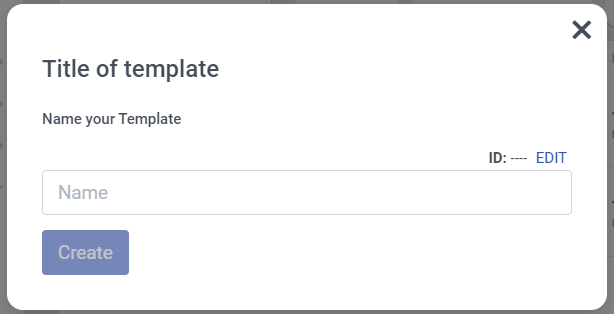 Title of template
Name your Template
ID: ---- EDIT
Name
Create